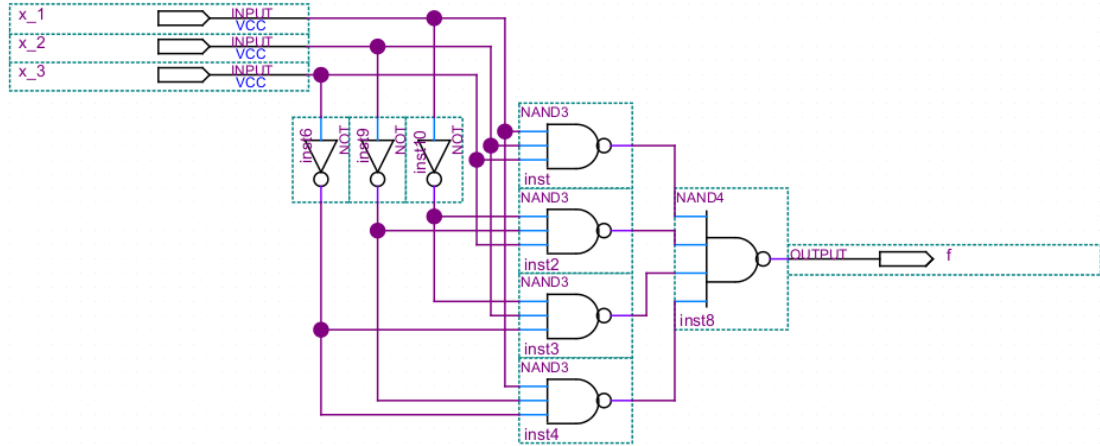 x_1 INPUT
VCC
x_2 INPUT
VCC
x_3 INPUT
VCC
inst6 NOT
inst9 NOT
inst10 NOT
NAND3
inst
NAND3
inst2
NAND3
inst3
NAND3
inst4
NAND4
inst8
OUTPUT f